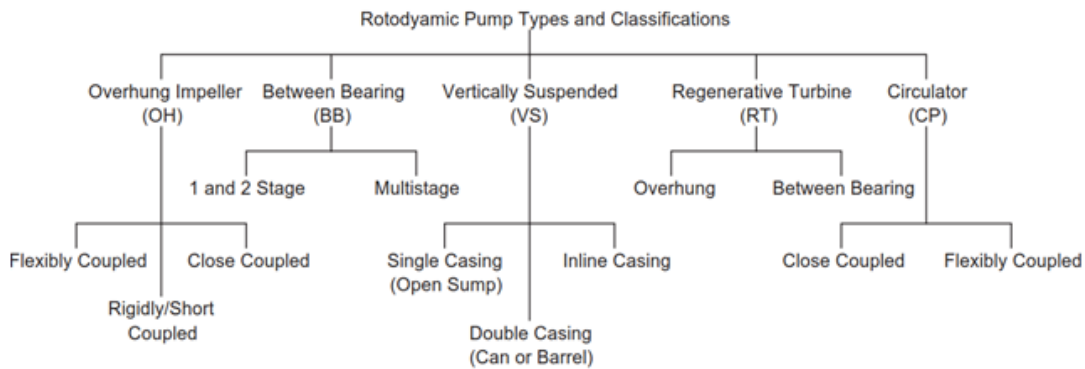 Rotodyamic Pump Types and Classifications
Overhung Impeller
(OH)
Between Bearing
(BB)
Vertically Suspended
(VS)
Regenerative Turbine
(RT)
Circulator
(CP)
1 and 2 Stage
Multistage
Overhung
Between Bearing
Flexibly Coupled
Close Coupled
Single Casing
(Open Sump)
Inline Casing
Close Coupled
Flexibly Coupled
Rigidly/Short
Coupled
Double Casing
(Can or Barrel)